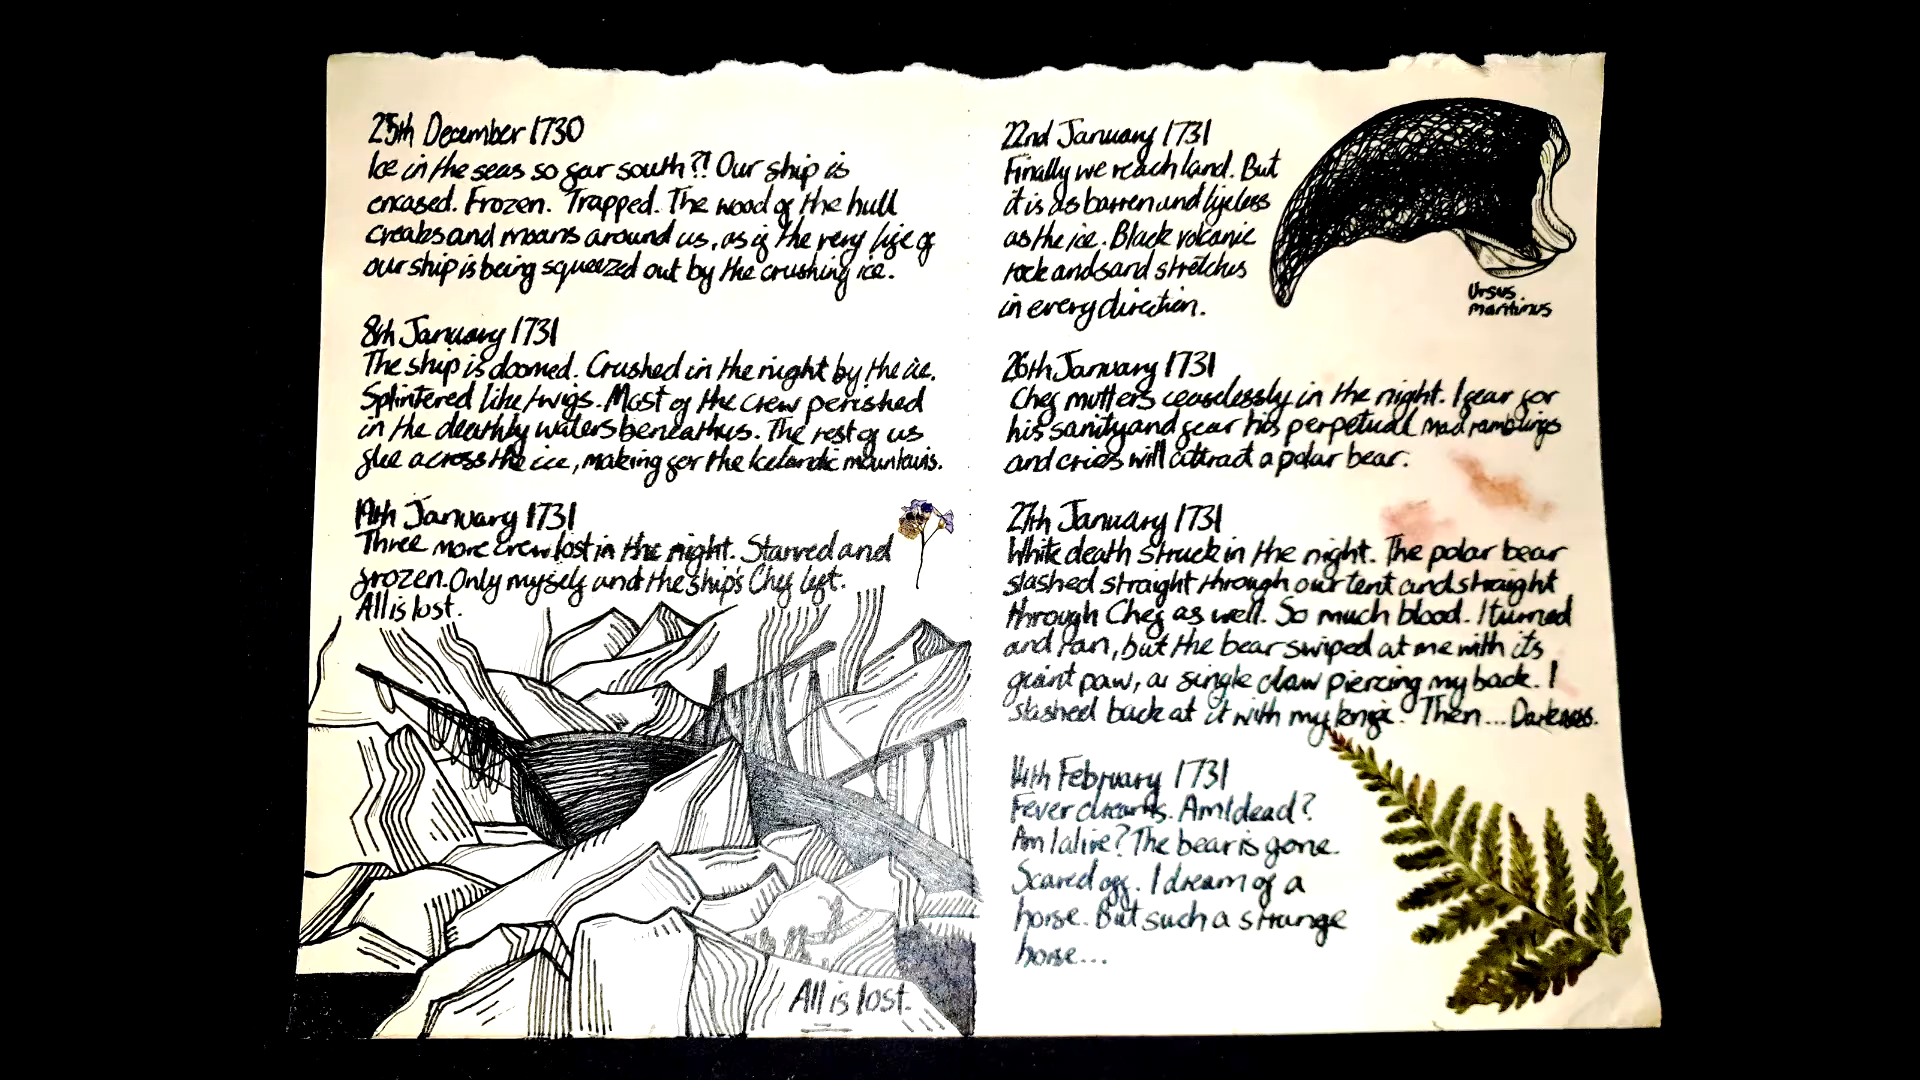 25th December 1730
Ice in the seas so far south?! Our ship is
encased. Frozen. Trapped. The wood of the hull
creaks and moans around us, as if the very life of
our ship is being squeezed out by the crushing ice.
8th January 1731
The ship is doomed. Crushed in the night by the ice.
Splintered like twigs. Most of the crew perished
in the deathly waters beneath us. The rest of us
flee across the ice, making for the Icelandic mountains.
19th January 1731
Three more crew lost in the night. Starved and
frozen. Only myself and the ship's Chef left.
All is lost.
All is lost.
22nd January 1731
Finally we reach land. But
it is as barren and lifeless
as the ice. Black volcanic
rock and sand stretches
in every direction.
Ursus
maritimus
26th January 1731
Chef mutters ceaselessly in the night. I fear for
his sanity and fear his perpetual mad ramblings
and cries will attract a polar bear.
27th January 1731
White death struck in the night. The polar bear
slashed straight through our tent and straight
through Chef as well. So much blood. I turned
and ran, but the bear swiped at me with its
giant paw, a single claw piercing my back. I
slashed back at it with my knife. Then... Darkness.
14th February 1731
Fever dreams. Am I dead?
Am I alive? The bear is gone.
Scared off. I dream of a
horse. But such a strange
horse...